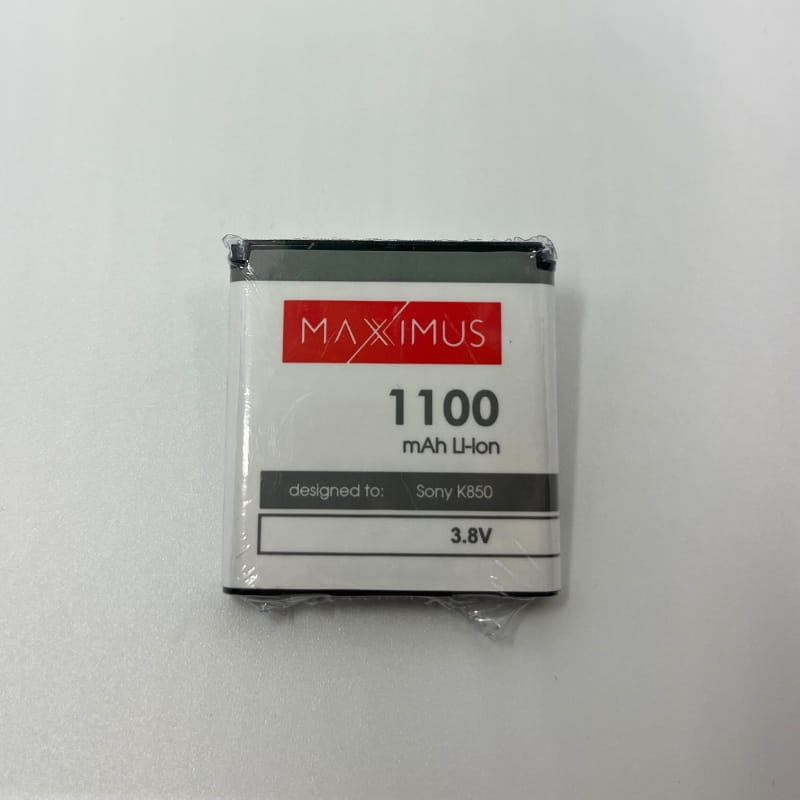 MAXIMUS
1100
mAh LI-Ion
designed to: Sony K850
3.8V